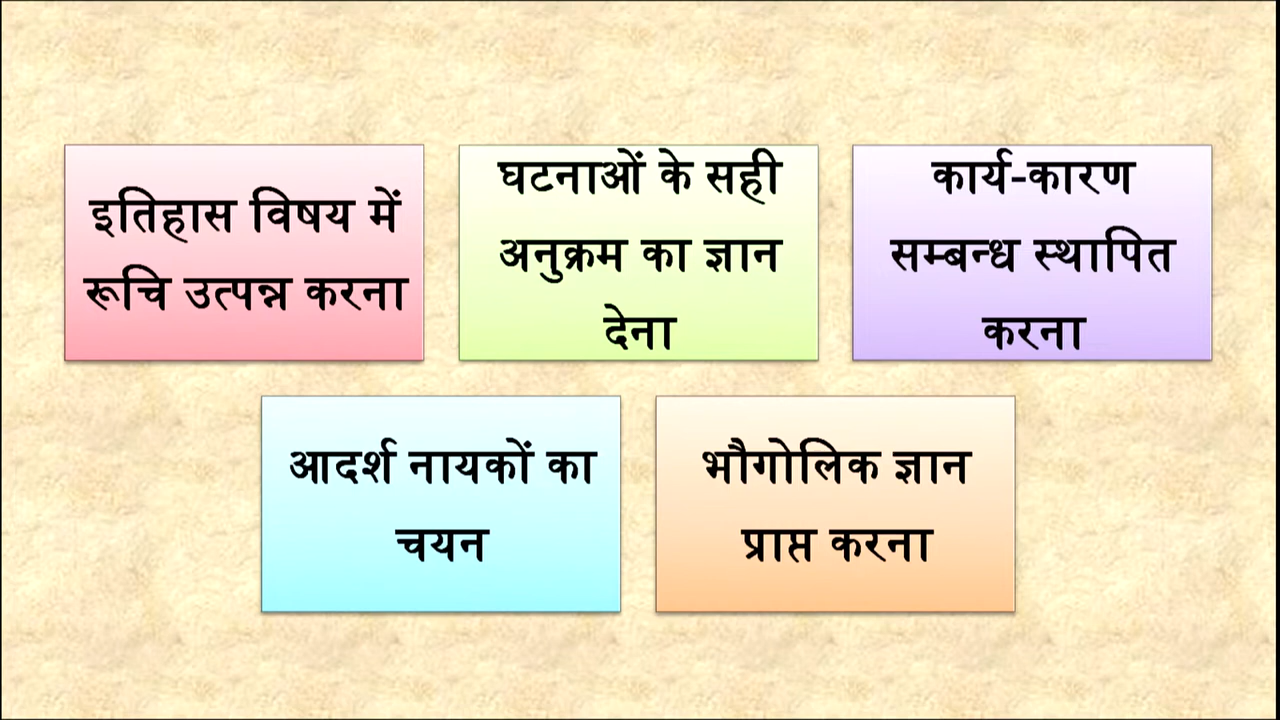 इतिहास विषय में
रूचि उत्पन्न करना
घटनाओं के सही
अनुक्रम का ज्ञान
देना
कार्य-कारण
सम्बन्ध स्थापित
करना
आदर्श नायकों का
चयन
भौगोलिक ज्ञान
प्राप्त करना